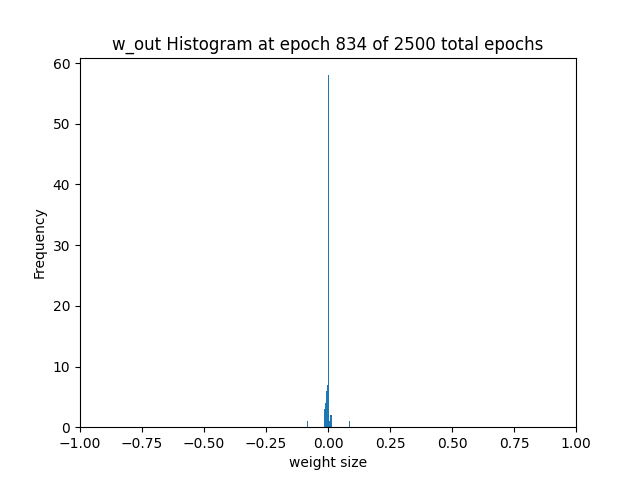 w_out Histogram at epoch 834 of 2500 total epochs
60
50
40
30
20
10
0
Frequency
−1.00 −0.75 −0.50 −0.25 0.00 0.25 0.50 0.75 1.00
weight size